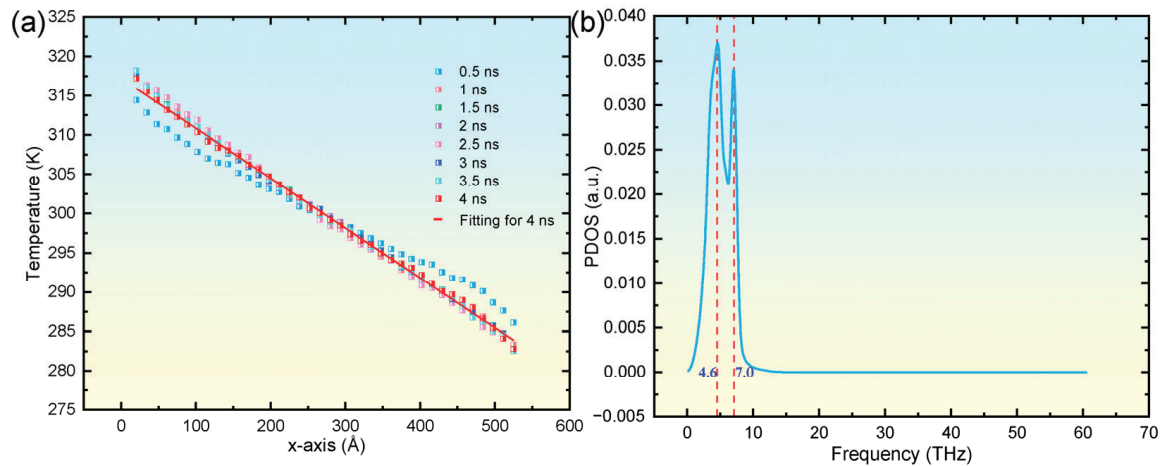 (a)
325
320
315
310
305
300
295
290
285
280
275
Temperature (K)
0 100 200 300 400 500 600
x-axis (Å)
0.5 ns
1 ns
1.5 ns
2 ns
2.5 ns
3 ns
3.5 ns
4 ns
Fitting for 4 ns
(b)
0.040
0.035
0.030
0.025
0.020
0.015
0.010
0.005
0.000
−0.005
PDOS (a.u.)
4.6 7.0
0 10 20 30 40 50 60 70
Frequency (THz)